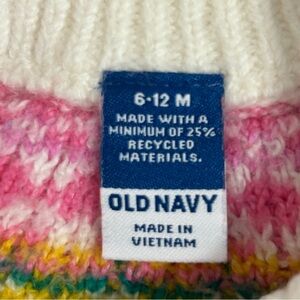 6-12 M
MADE WITH A
MINIMUM OF 25%
RECYCLED
MATERIALS.
OLD NAVY
MADE IN
VIETNAM